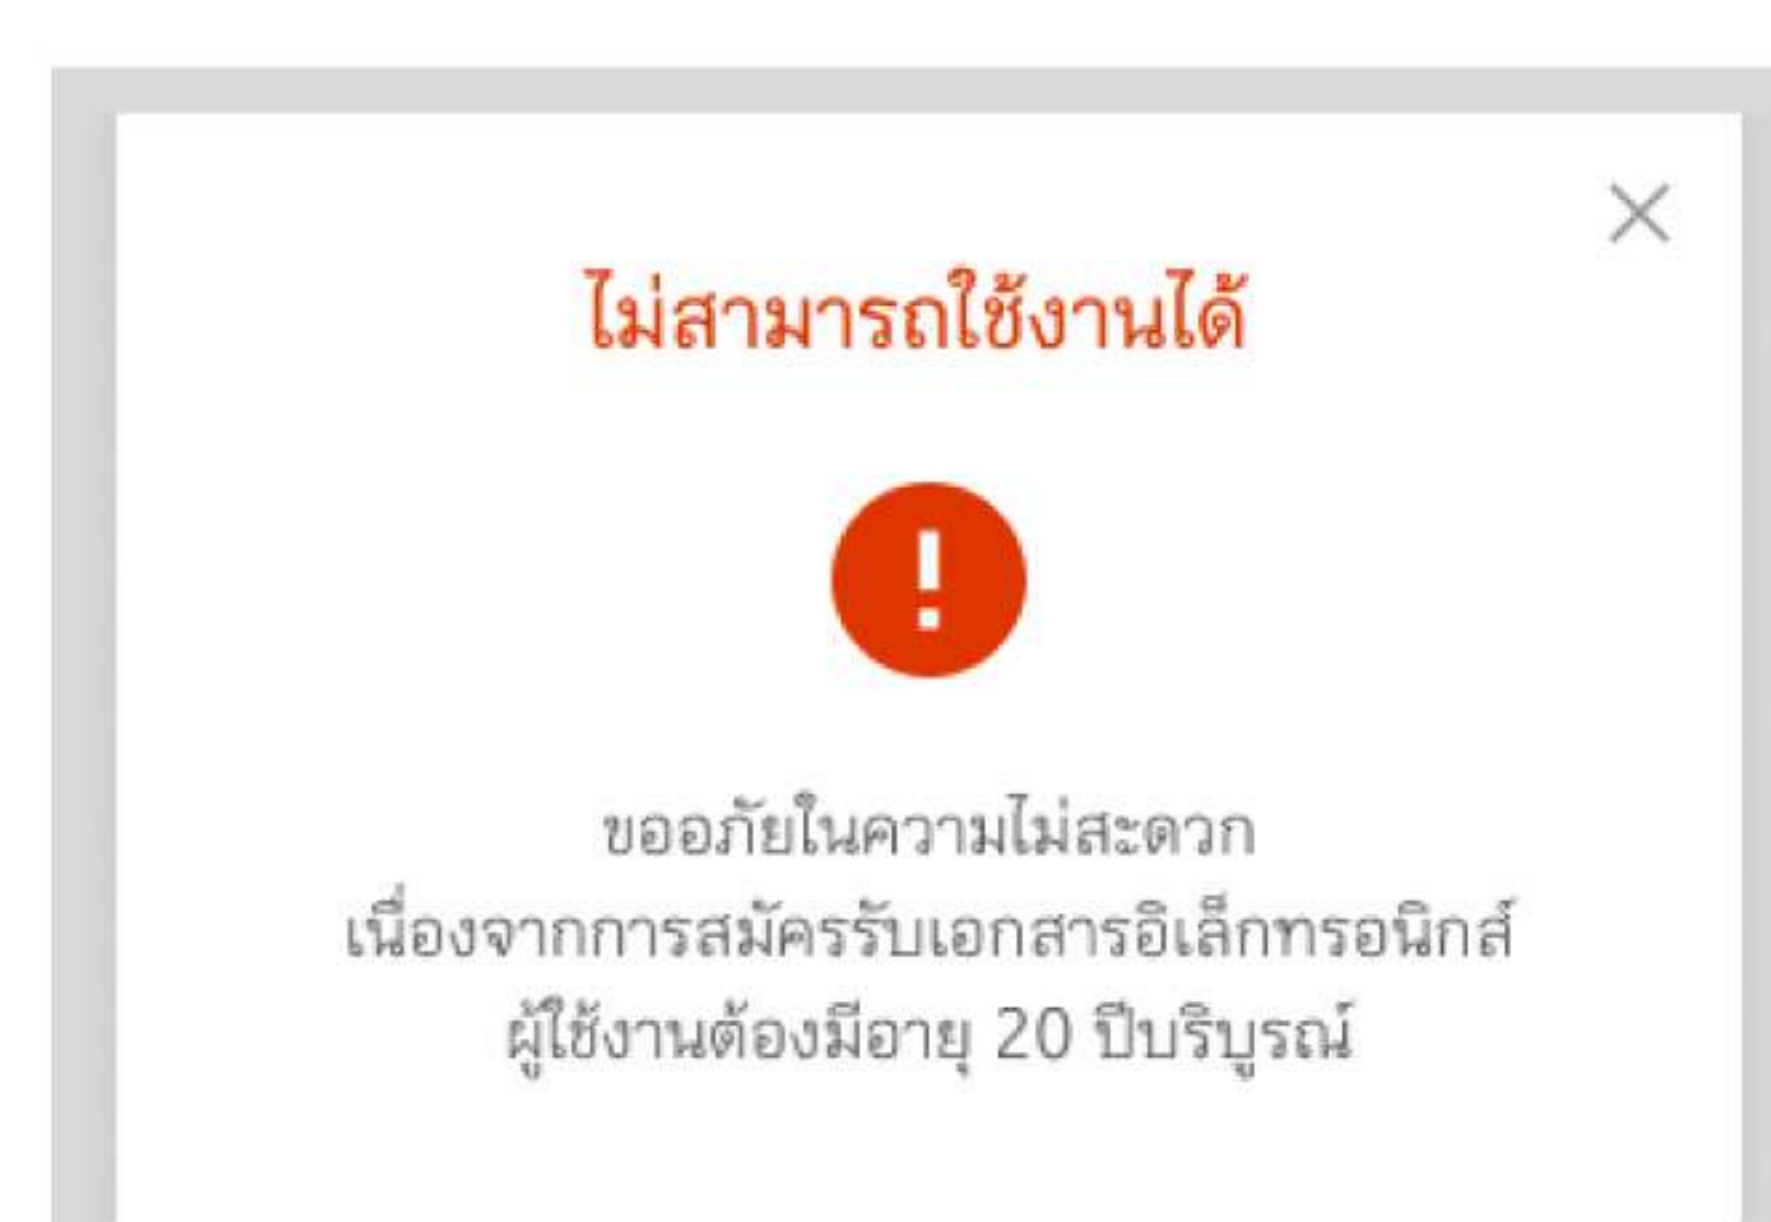 ไม่สามารถใช้งานได้
ขออภัยในความไม่สะดวก
เนื่องจากการสมัครรับเอกสารอิเล็กทรอนิกส์
ผู้ใช้งานต้องมีอายุ 20 ปีบริบูรณ์